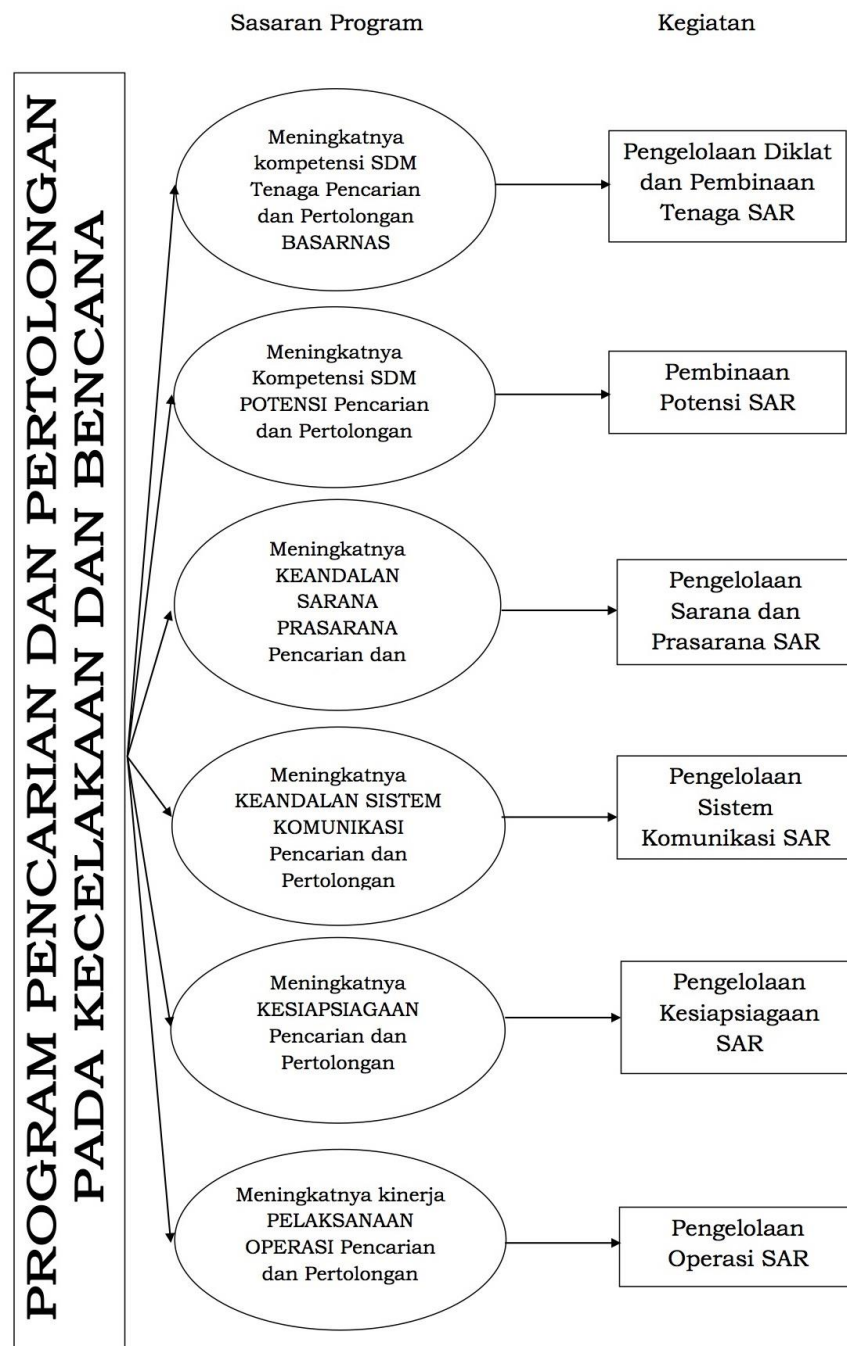 Sasaran Program
Kegiatan
PROGRAM PENCARIAN DAN PERTOLONGAN
PADA KECELAKAAN DAN BENCANA
Meningkatnya
kompetensi SDM
Tenaga Pencarian
dan Pertolongan
BASARNAS
Pengelolaan Diklat
dan Pembinaan
Tenaga SAR
Meningkatnya
Kompetensi SDM
POTENSI Pencarian
dan Pertolongan
Pembinaan
Potensi SAR
Meningkatnya
KEANDALAN
SARANA
PRASARANA
Pencarian dan
Pengelolaan
Sarana dan
Prasarana SAR
Meningkatnya
KEANDALAN SISTEM
KOMUNIKASI
Pencarian dan
Pertolongan
Pengelolaan
Sistem
Komunikasi SAR
Meningkatnya
KESIAPSIAGAAN
Pencarian dan
Pertolongan
Pengelolaan
Kesiapsiagaan
SAR
Meningkatnya kinerja
PELAKSANAAN
OPERASI Pencarian
dan Pertolongan
Pengelolaan
Operasi SAR